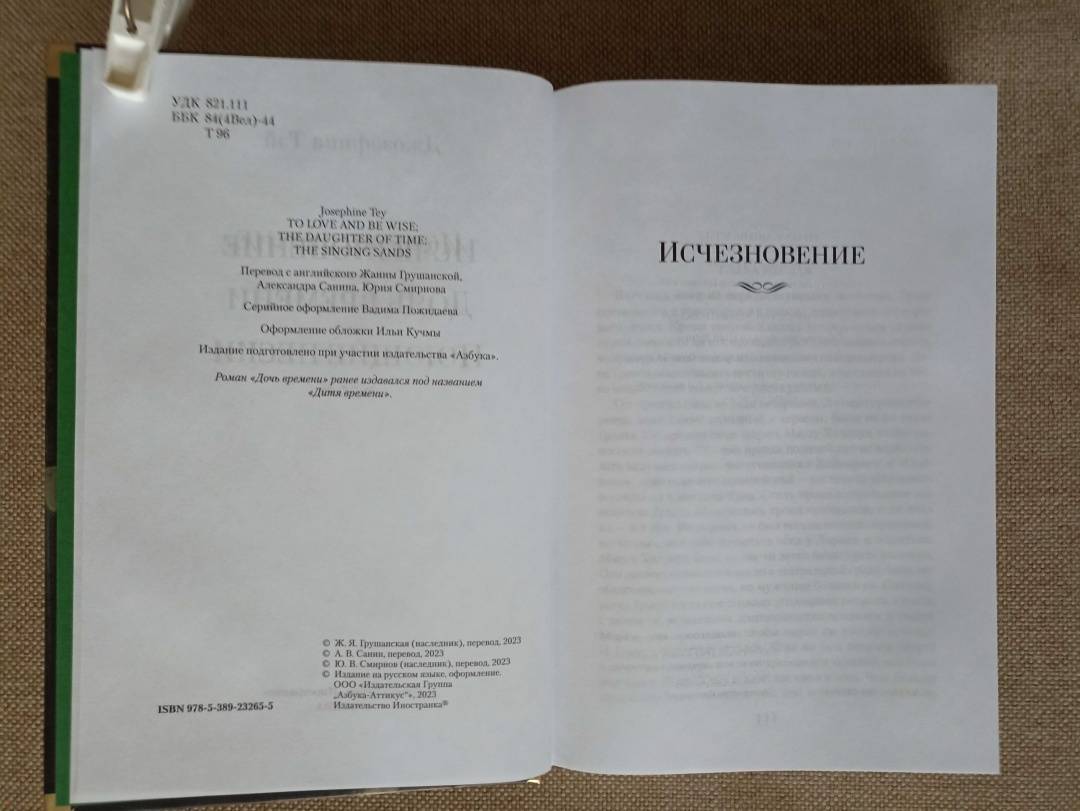 УДК 821.111
ББК 84(4Вел)-44
Т 96
Josephine Tey
TO LOVE AND BE WISE;
THE DAUGHTER OF TIME;
THE SINGING SANDS
Перевод с английского Жанны Грушанской,
Александра Санина, Юрия Смирнова
Серийное оформление Вадима Пожидаева
Оформление обложки Ильи Кучмы
Издание подготовлено при участии издательства «Азбука».
Роман «Дочь времени» ранее издавался под названием
«Дитя времени».
© Ж. Я. Грушанская (наследник), перевод, 2023
© А. В. Санин, перевод, 2023
© Ю. В. Смирнов (наследник), перевод, 2023
© Издание на русском языке, оформление.
ООО «Издательская Группа
„Азбука-Аттикус“», 2023
Издательство Иностранка®
ISBN 978-5-389-23265-5
ИСЧЕЗНОВЕНИЕ